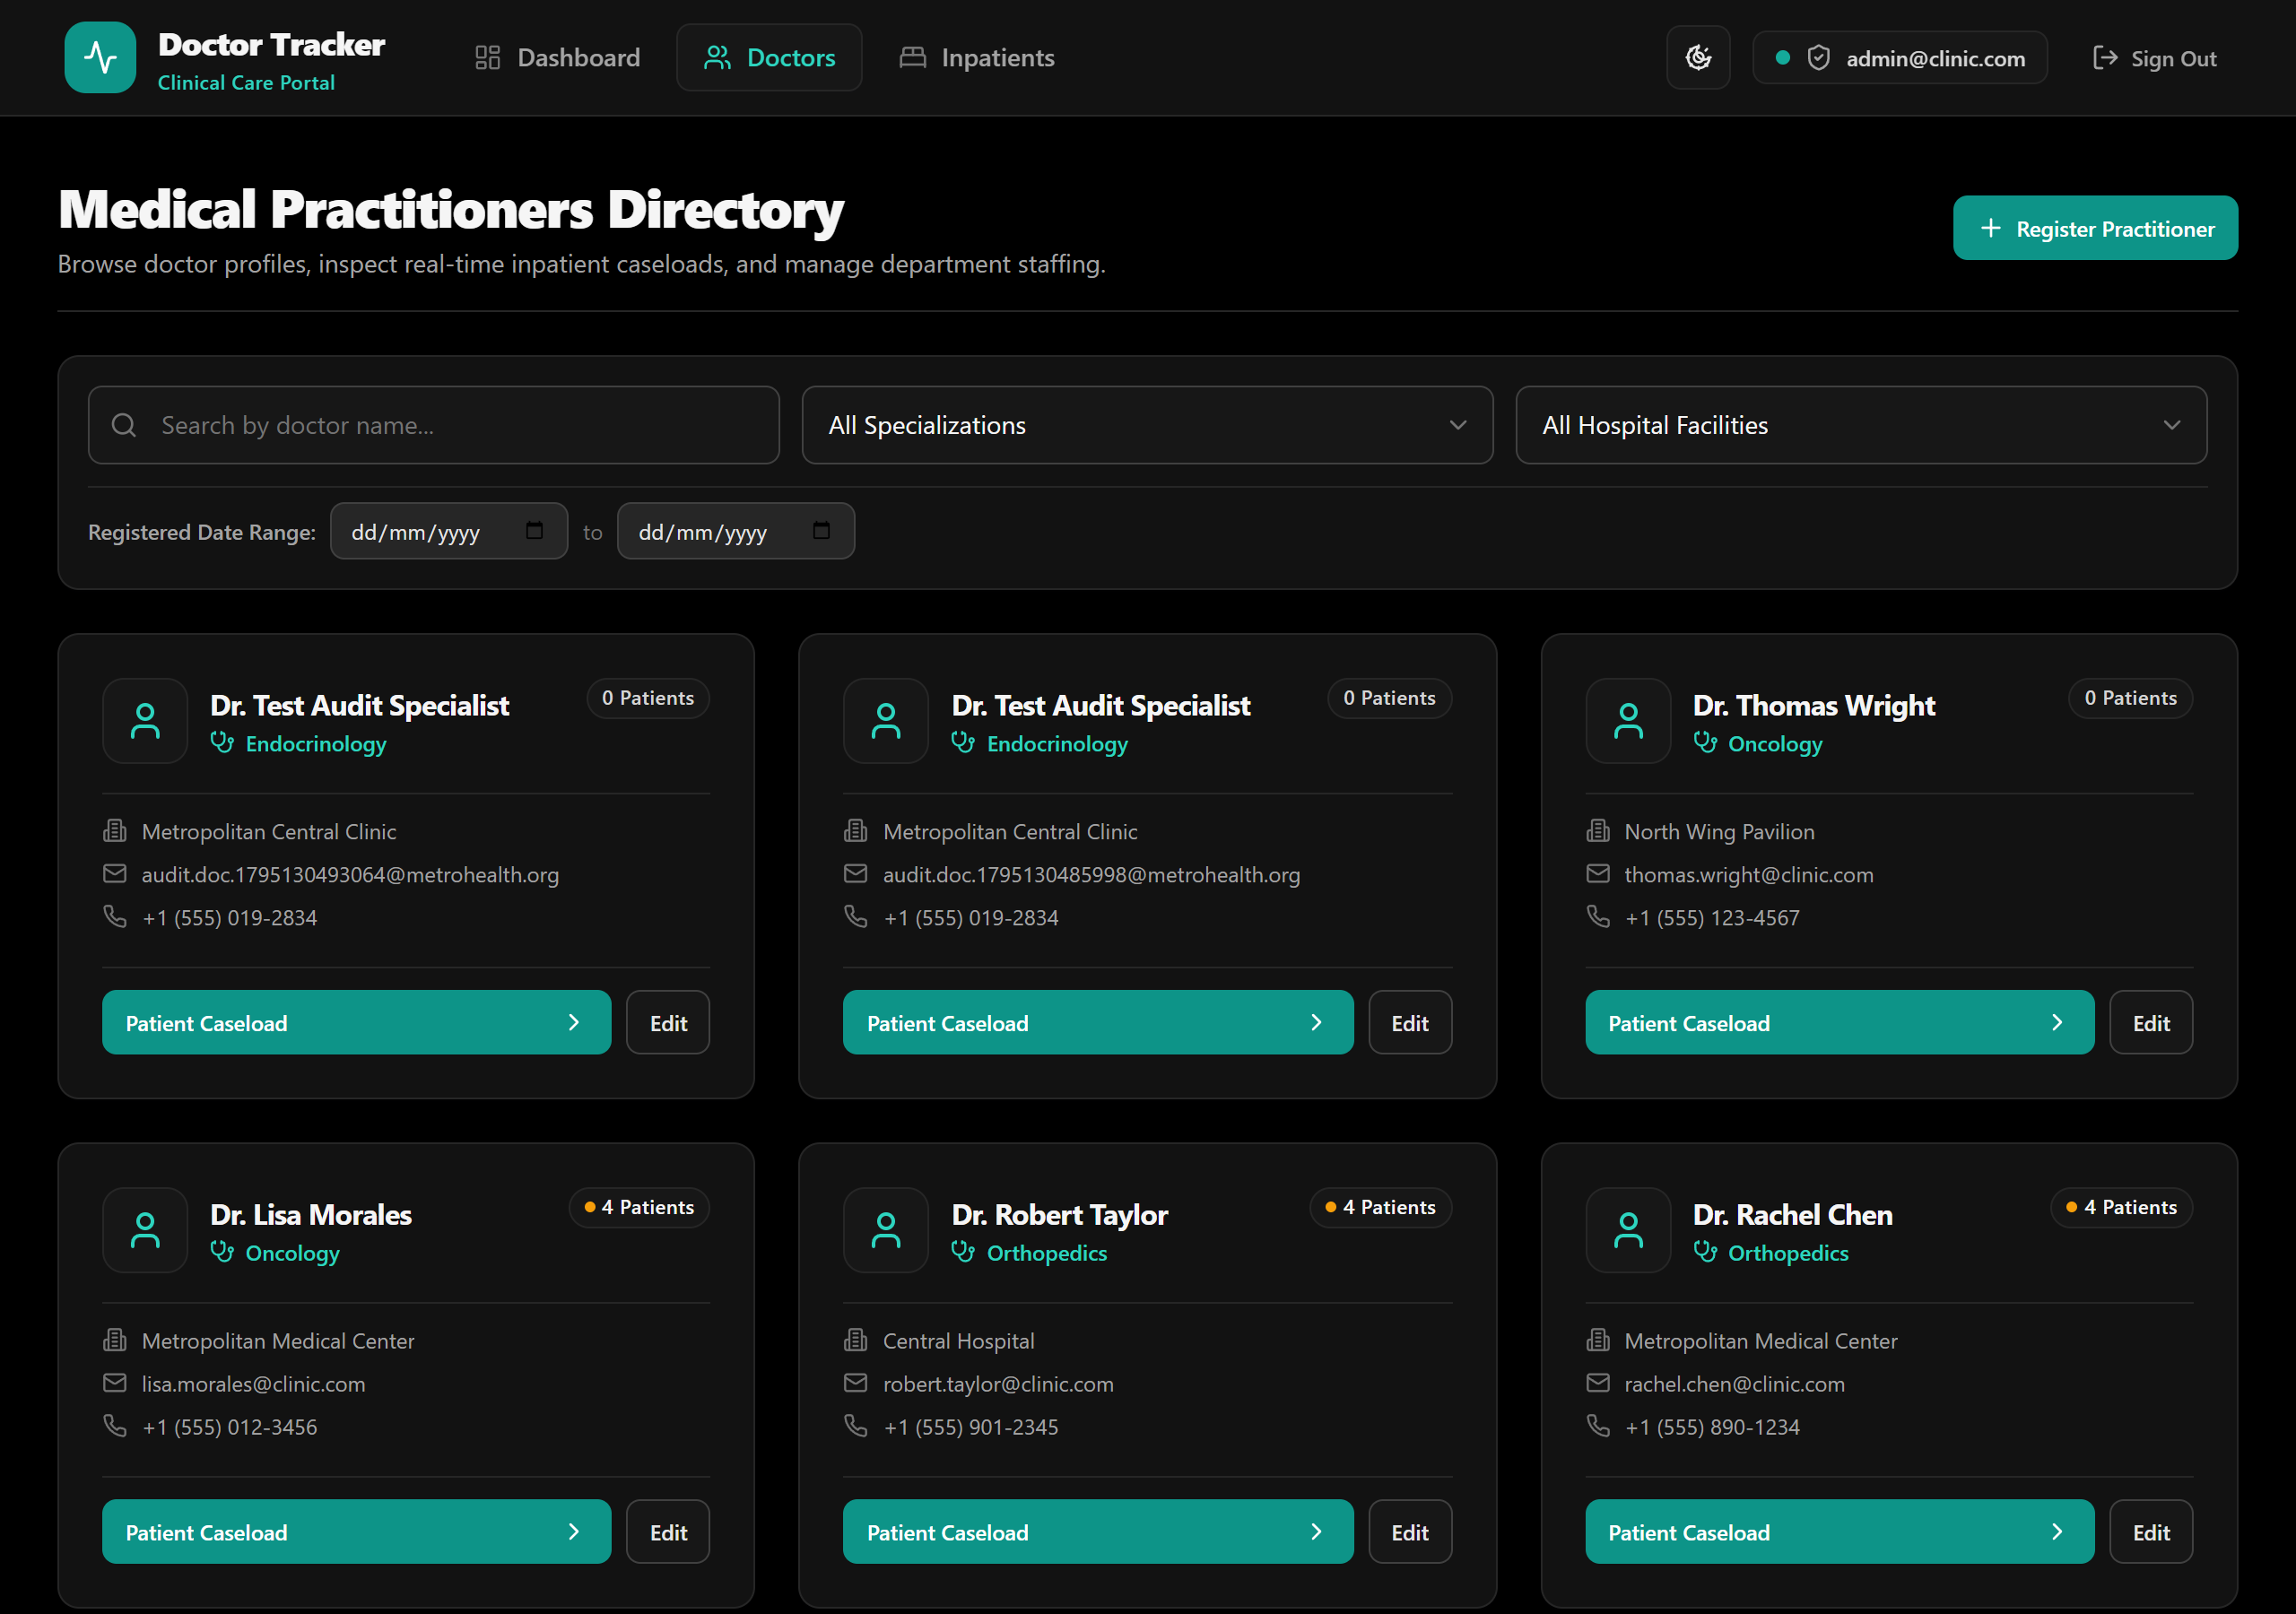 Doctor Tracker
Clinical Care Portal
Dashboard
Doctors
Inpatients
admin@clinic.com
Sign Out
Medical Practitioners Directory
Browse doctor profiles, inspect real-time inpatient caseloads, and manage department staffing.
Register Practitioner
Search by doctor name...
All Specializations
All Hospital Facilities
Registered Date Range:
dd/mm/yyyy
to
dd/mm/yyyy
Dr. Test Audit Specialist
0 Patients
Endocrinology
Metropolitan Central Clinic
audit.doc.1795130493064@metrohealth.org
+1 (555) 019-2834
Patient Caseload
Edit
Dr. Test Audit Specialist
0 Patients
Endocrinology
Metropolitan Central Clinic
audit.doc.1795130485998@metrohealth.org
+1 (555) 019-2834
Patient Caseload
Edit
Dr. Thomas Wright
0 Patients
Oncology
North Wing Pavilion
thomas.wright@clinic.com
+1 (555) 123-4567
Patient Caseload
Edit
Dr. Lisa Morales
4 Patients
Oncology
Metropolitan Medical Center
lisa.morales@clinic.com
+1 (555) 012-3456
Patient Caseload
Edit
Dr. Robert Taylor
4 Patients
Orthopedics
Central Hospital
robert.taylor@clinic.com
+1 (555) 901-2345
Patient Caseload
Edit
Dr. Rachel Chen
4 Patients
Orthopedics
Metropolitan Medical Center
rachel.chen@clinic.com
+1 (555) 890-1234
Patient Caseload
Edit